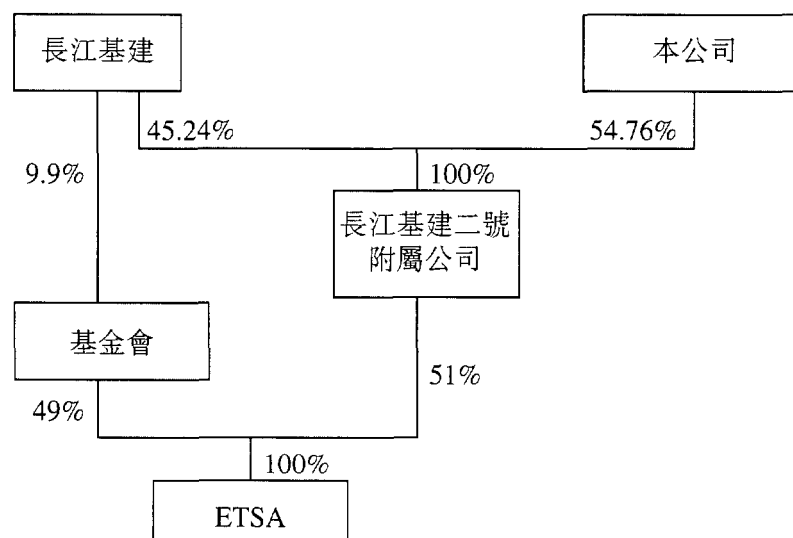 長江基建
本公司
45.24%
54.76%
9.9%
100%
長江基建二號
附屬公司
基金會
51%
49%
100%
ETSA